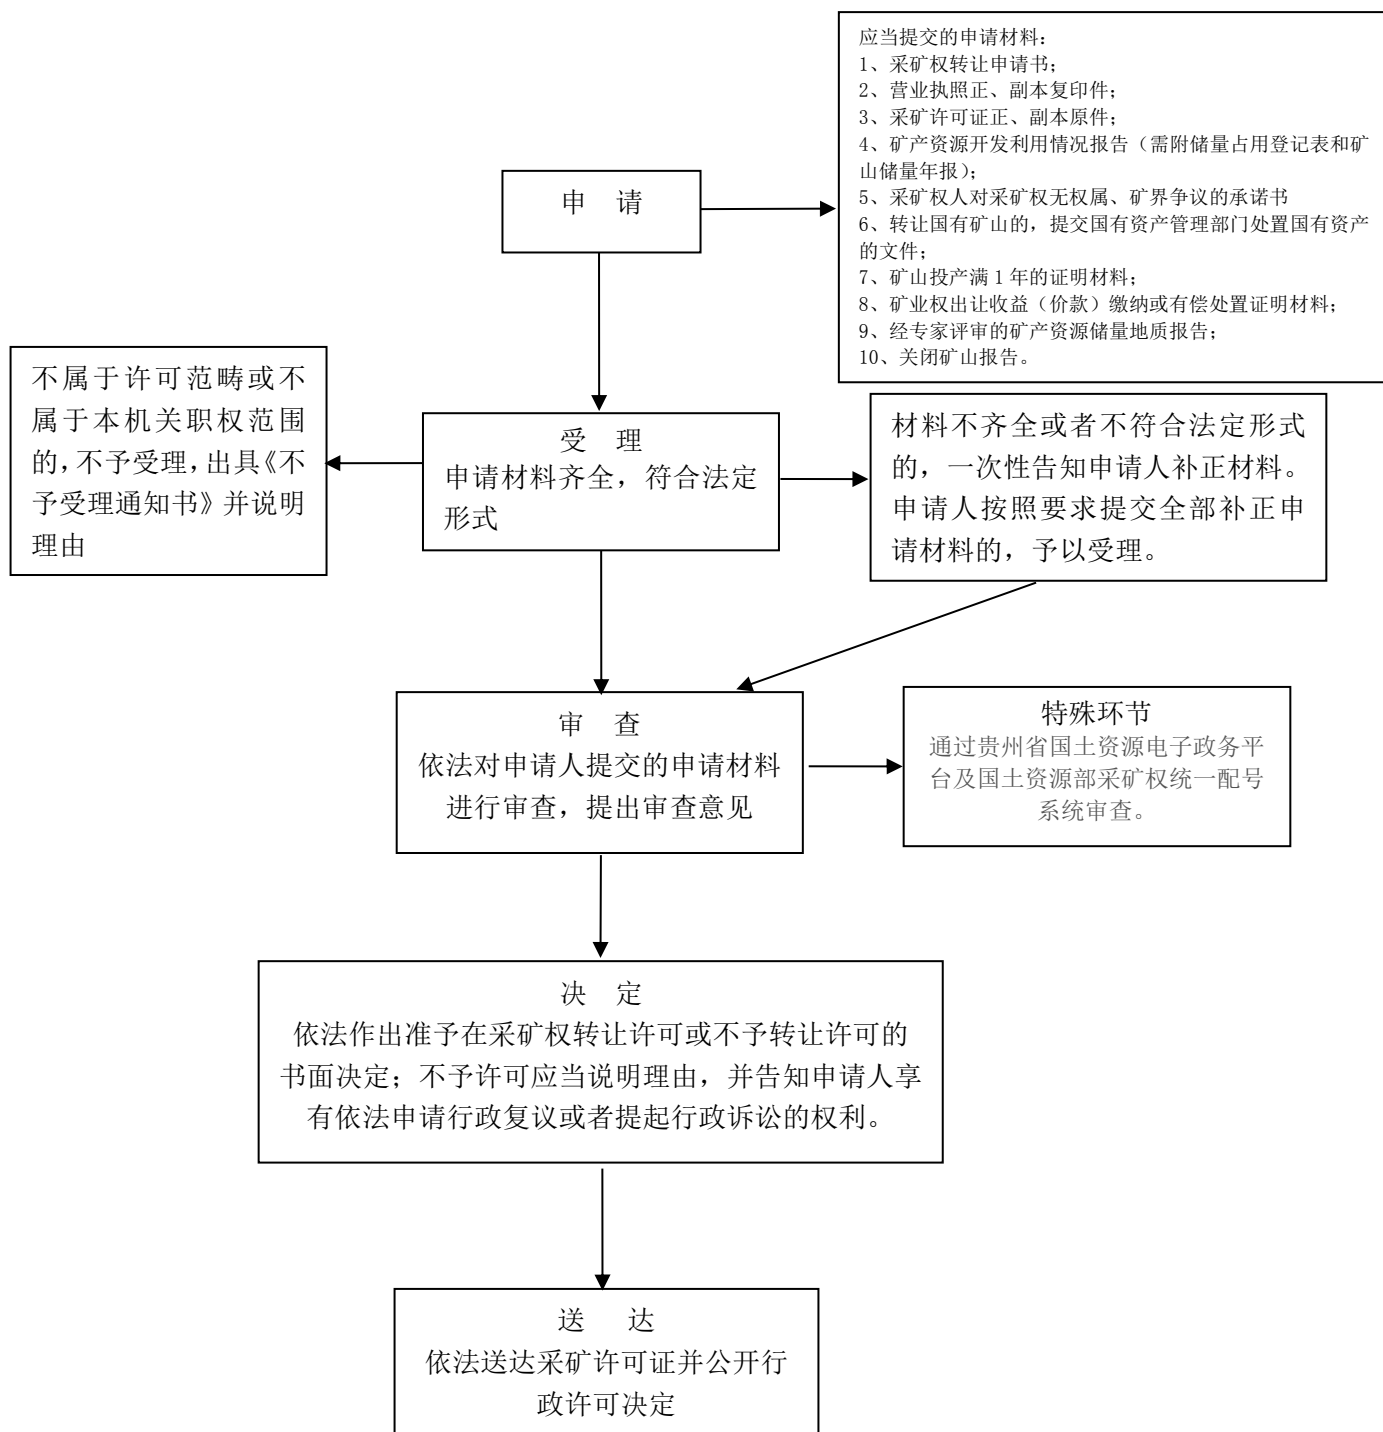 应当提交的申请材料：
1、采矿权转让申请书；
2、营业执照正、副本复印件；
3、采矿许可证正、副本原件；
4、矿产资源开发利用情况报告（需附储量占用登记表和矿
山储量年报）；
5、采矿权人对采矿权无权属、矿界争议的承诺书
6、转让国有矿山的，提交国有资产管理部门处置国有资产
的文件；
7、矿山投产满 1 年的证明材料；
8、矿业权出让收益（价款）缴纳或有偿处置证明材料；
9、经专家评审的矿产资源储量地质报告；
10、关闭矿山报告。
申 请
不属于许可范畴或不
属于本机关职权范围
的，不予受理，出具《不
予受理通知书》并说明
理由
受 理
申请材料齐全，符合法定
形式
材料不齐全或者不符合法定形式
的，一次性告知申请人补正材料。
申请人按照要求提交全部补正申
请材料的，予以受理。
审 查
依法对申请人提交的申请材料
进行审查，提出审查意见
特殊环节
通过贵州省国土资源电子政务平
台及国土资源部采矿权统一配号
系统审查。
决 定
依法作出准予在采矿权转让许可或不予转让许可的
书面决定；不予许可应当说明理由，并告知申请人享
有依法申请行政复议或者提起行政诉讼的权利。
送 达
依法送达采矿许可证并公开行
政许可决定